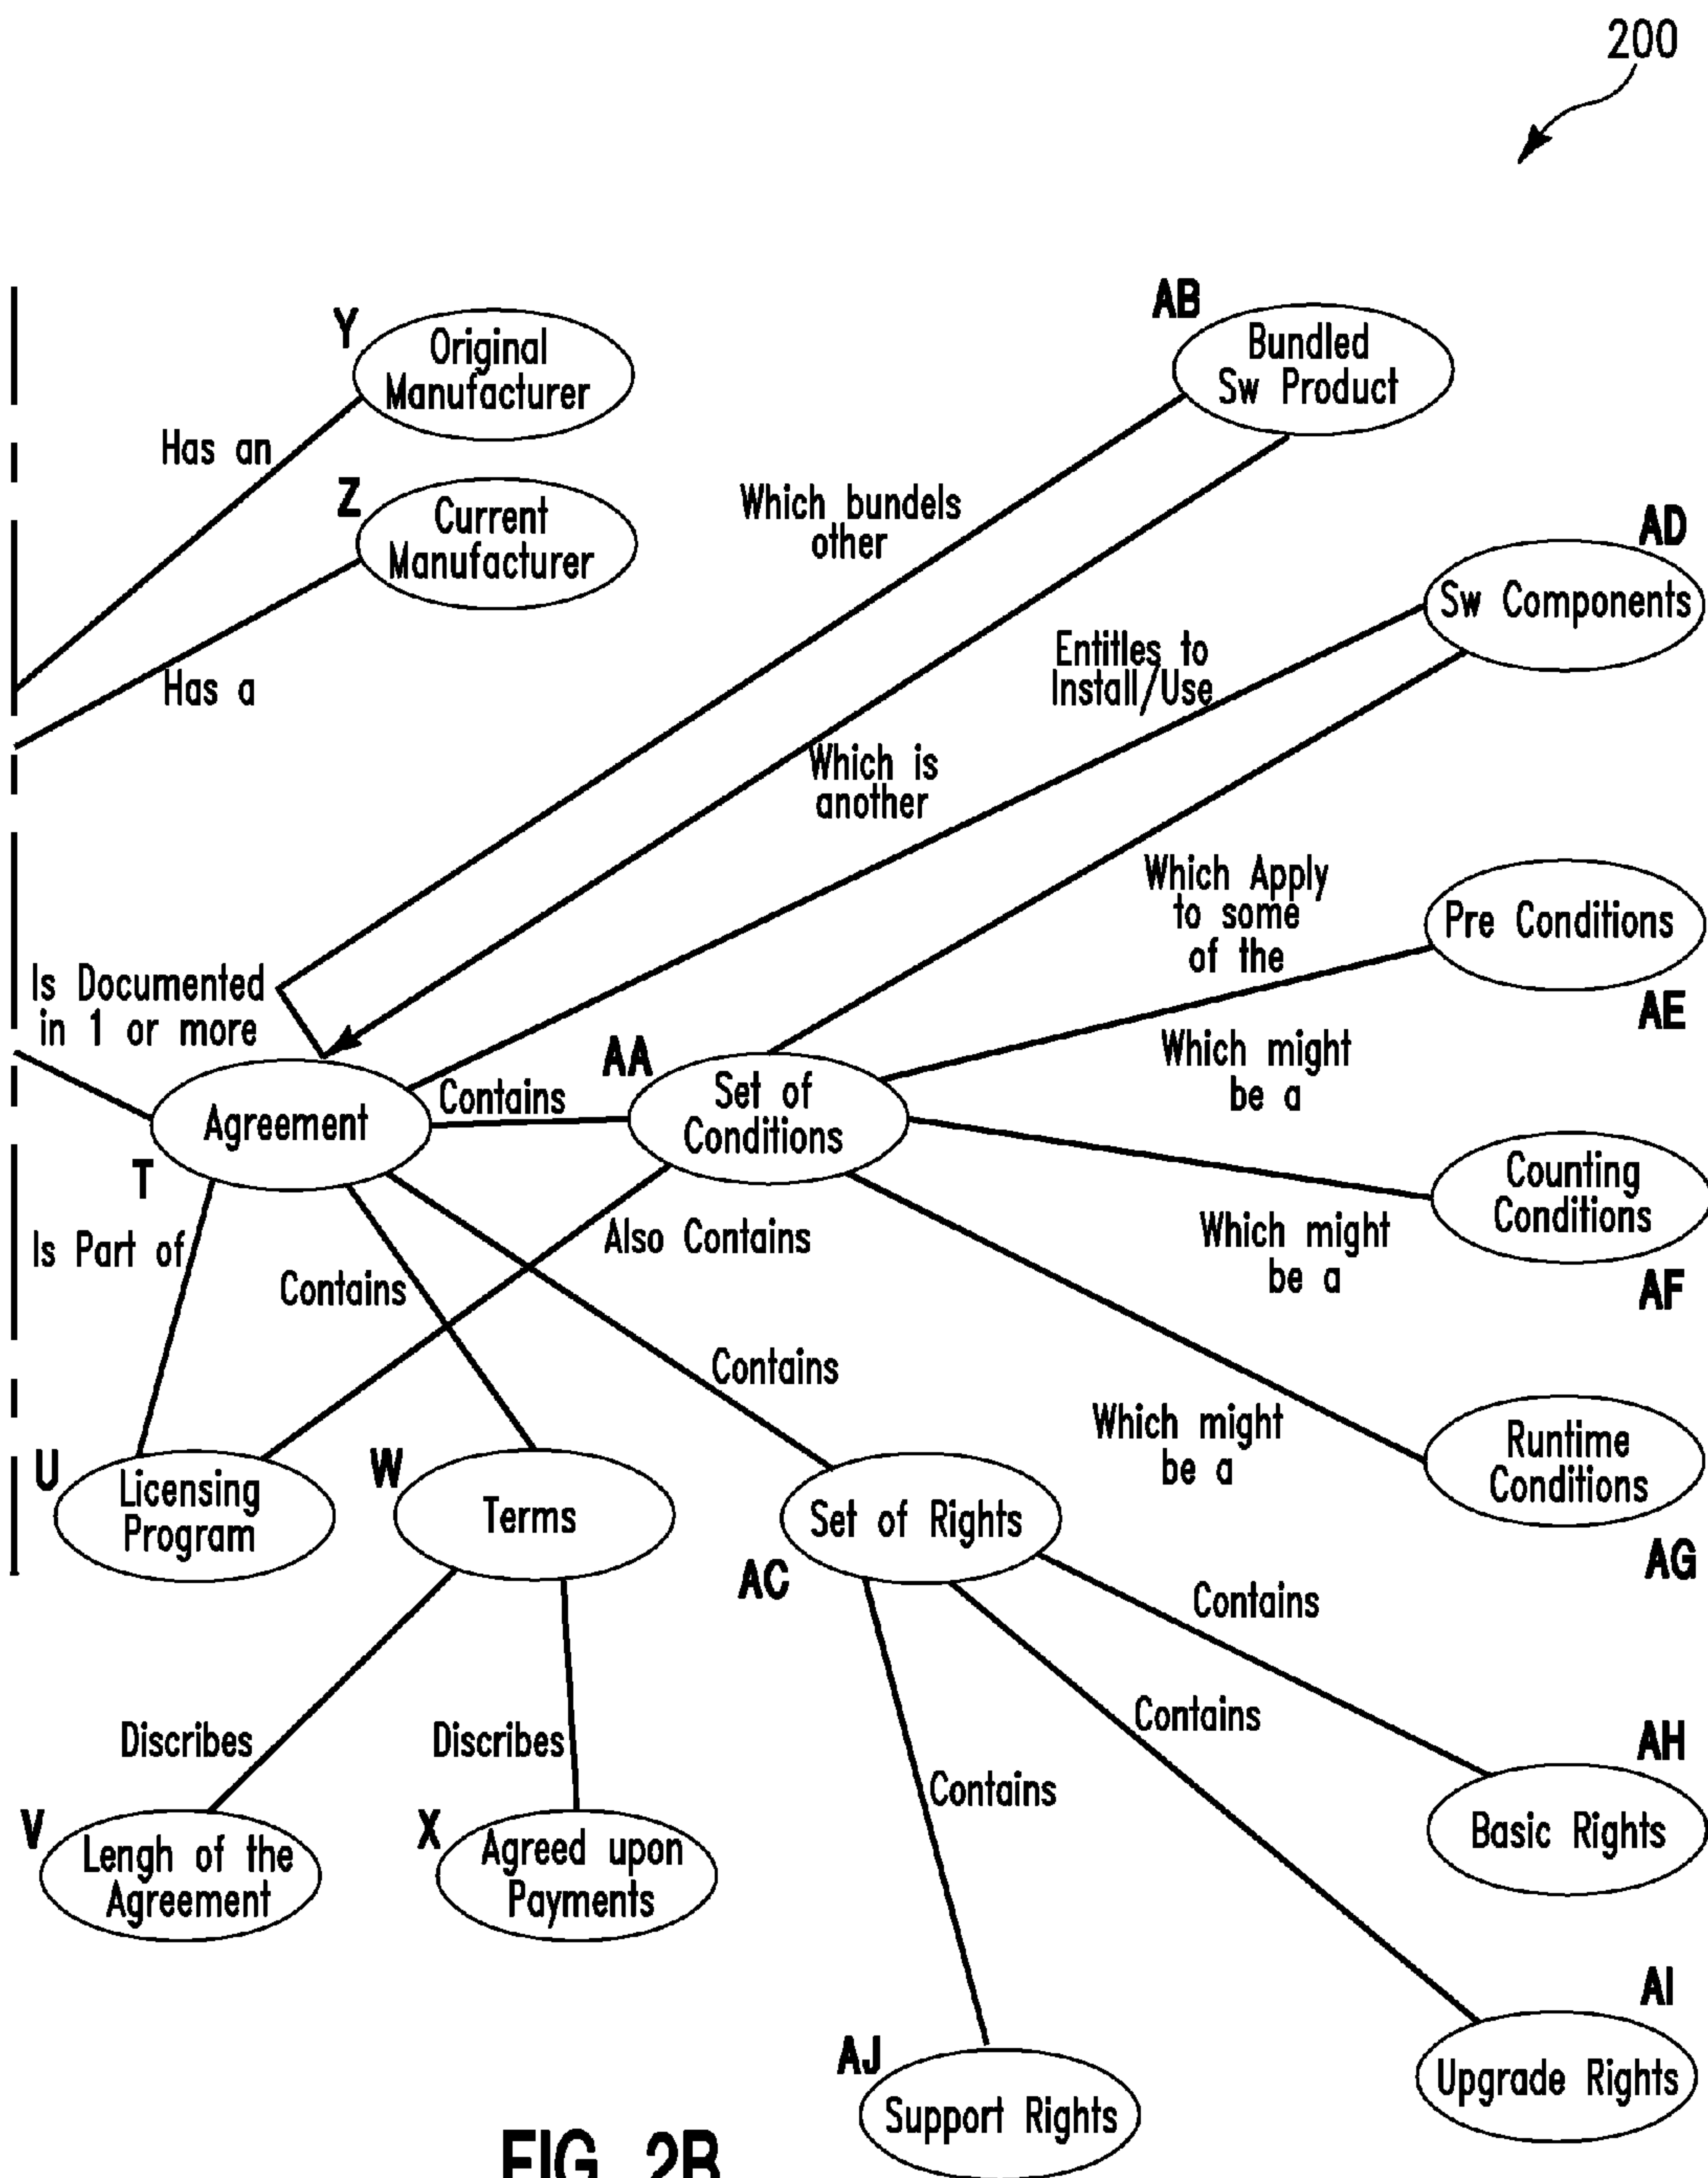 200
Y
Original
Manufacturer
Has an
Z
Current
Manufacturer
Has a
AB
Bundled
Sw Product
Which bundels
other
AD
Sw Components
Entitles to
Install/Use
Which is
another
Which Apply
to some
of the
Pre Conditions
AE
Is Documented
in 1 or more
Agreement
T
Contains
AA
Set of
Conditions
Which might
be a
Counting
Conditions
AF
Which might
be a
Is Part of
Also Contains
Contains
Contains
Which might
be a
Runtime
Conditions
AG
U
Licensing
Program
W
Terms
Set of Rights
AC
Contains
Contains
Contains
Discribes
Discribes
V
Lengh of the
Agreement
X
Agreed upon
Payments
AH
Basic Rights
AI
Upgrade Rights
AJ
Support Rights
FIG. 2B